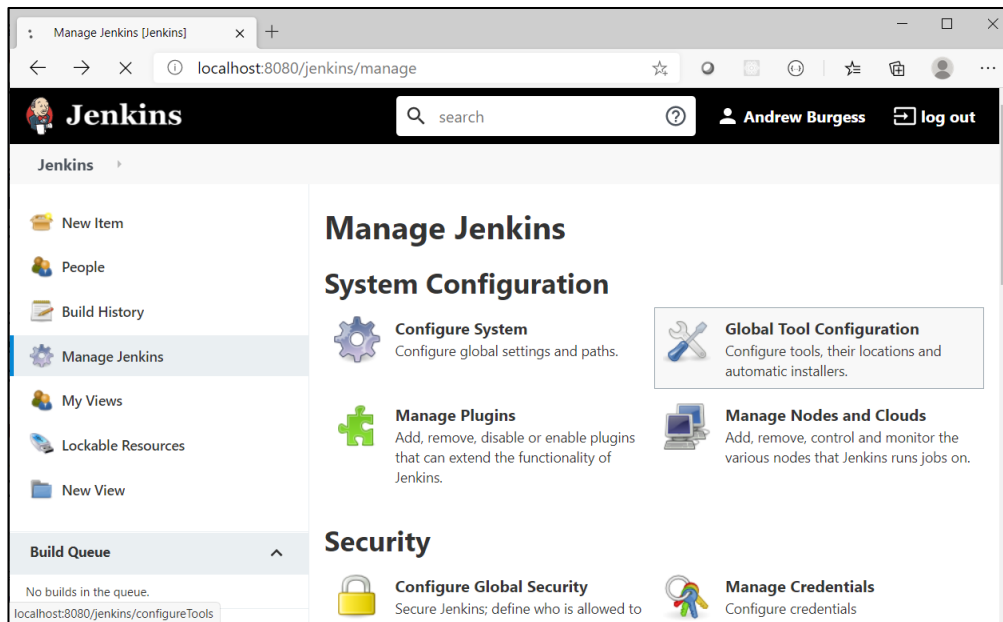 Manage Jenkins [Jenkins]
localhost:8080/jenkins/manage
Jenkins
search
Andrew Burgess
log out
Jenkins
New Item
People
Build History
Manage Jenkins
My Views
Lockable Resources
New View
Build Queue
No builds in the queue.
localhost:8080/jenkins/configureTools
Manage Jenkins
System Configuration
Configure System
Configure global settings and paths.
Global Tool Configuration
Configure tools, their locations and
automatic installers.
Manage Plugins
Add, remove, disable or enable plugins
that can extend the functionality of
Jenkins.
Manage Nodes and Clouds
Add, remove, control and monitor the
various nodes that Jenkins runs jobs on.
Security
Configure Global Security
Secure Jenkins; define who is allowed to
Manage Credentials
Configure credentials